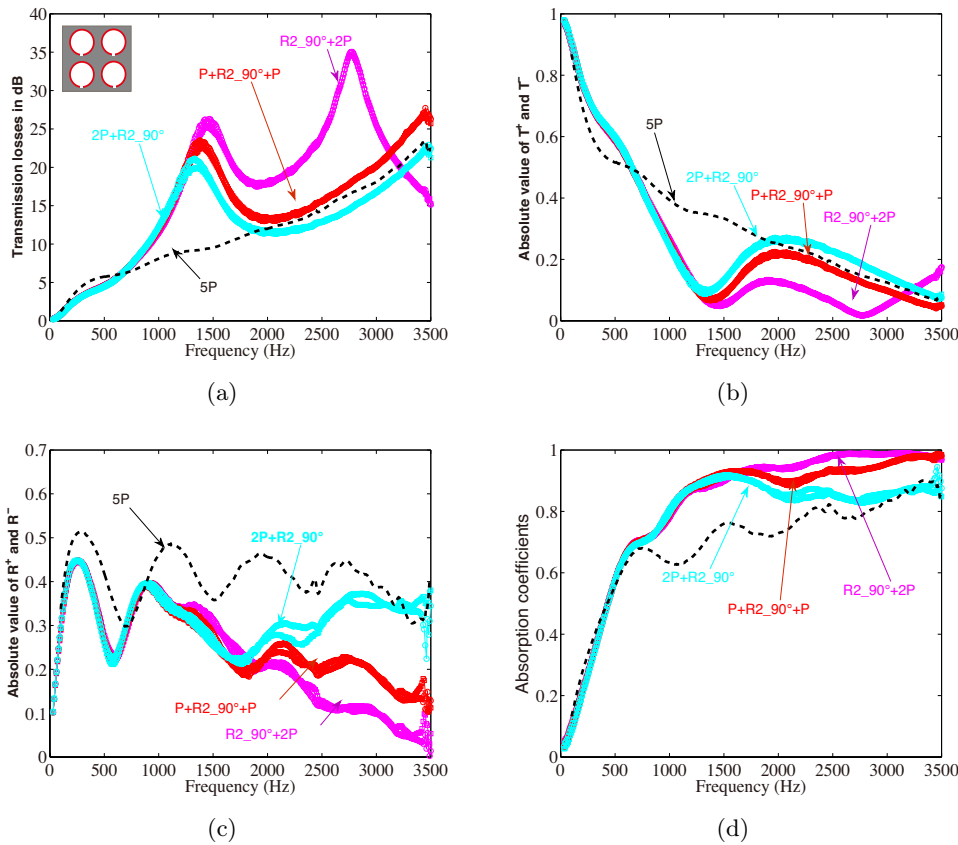 40
35
30
25
20
15
10
5
0
Transmission losses in dB
R2_90°+2P
P+R2_90°+P
2P+R2_90°
5P
0 500 1000 1500 2000 2500 3000 3500
Frequency (Hz)
(a)
1
0.8
0.6
0.4
0.2
0
Absolute value of T+ and T-
5P
2P+R2_90°
P+R2_90°+P
R2_90°+2P
0 500 1000 1500 2000 2500 3000 3500
Frequency (Hz)
(b)
0.7
0.6
0.5
0.4
0.3
0.2
0.1
0
Absolute value of R⁺ and R⁻
5P
2P+R2_90°
P+R2_90°+P
R2_90°+2P
0 500 1000 1500 2000 2500 3000 3500
Frequency (Hz)
(c)
1
0.8
0.6
0.4
0.2
0
Absorption coefficients
2P+R2_90°
R2_90°+2P
P+R2_90°+P
0 500 1000 1500 2000 2500 3000 3500
Frequency (Hz)
(d)